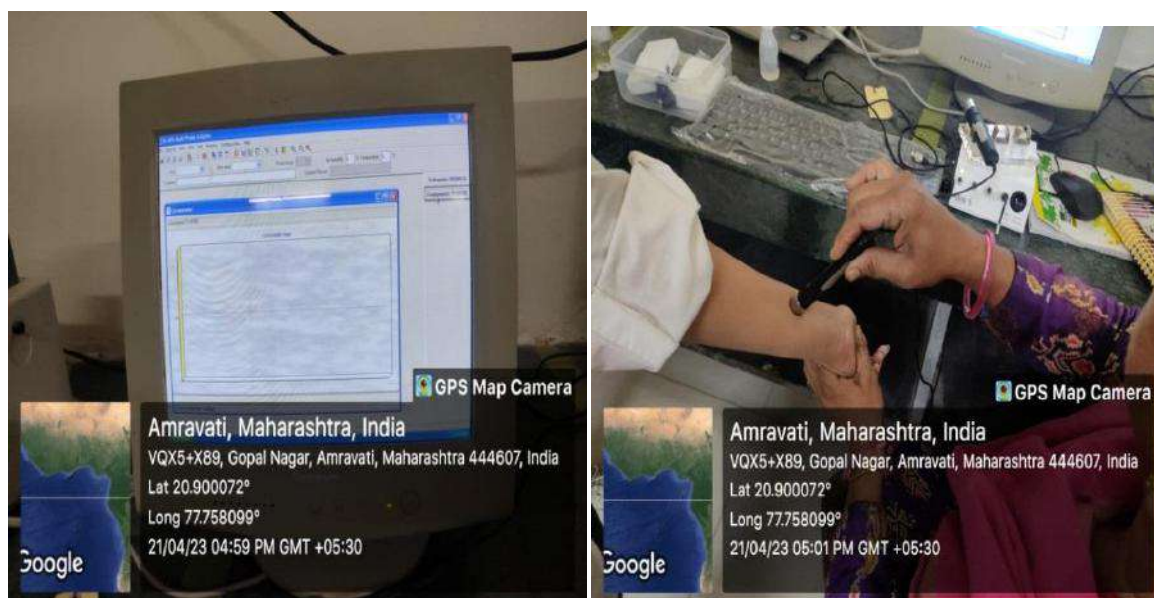 GPS Map Camera
Amravati, Maharashtra, India
VQX5+X89, Gopal Nagar, Amravati, Maharashtra 444607, India
Lat 20.900072°
Long 77.758099°
21/04/23 04:59 PM GMT +05:30
Google
GPS Map Camera
Amravati, Maharashtra, India
VQX5+X89, Gopal Nagar, Amravati, Maharashtra 444607, India
Lat 20.900072°
Long 77.758099°
21/04/23 05:01 PM GMT +05:30
Google